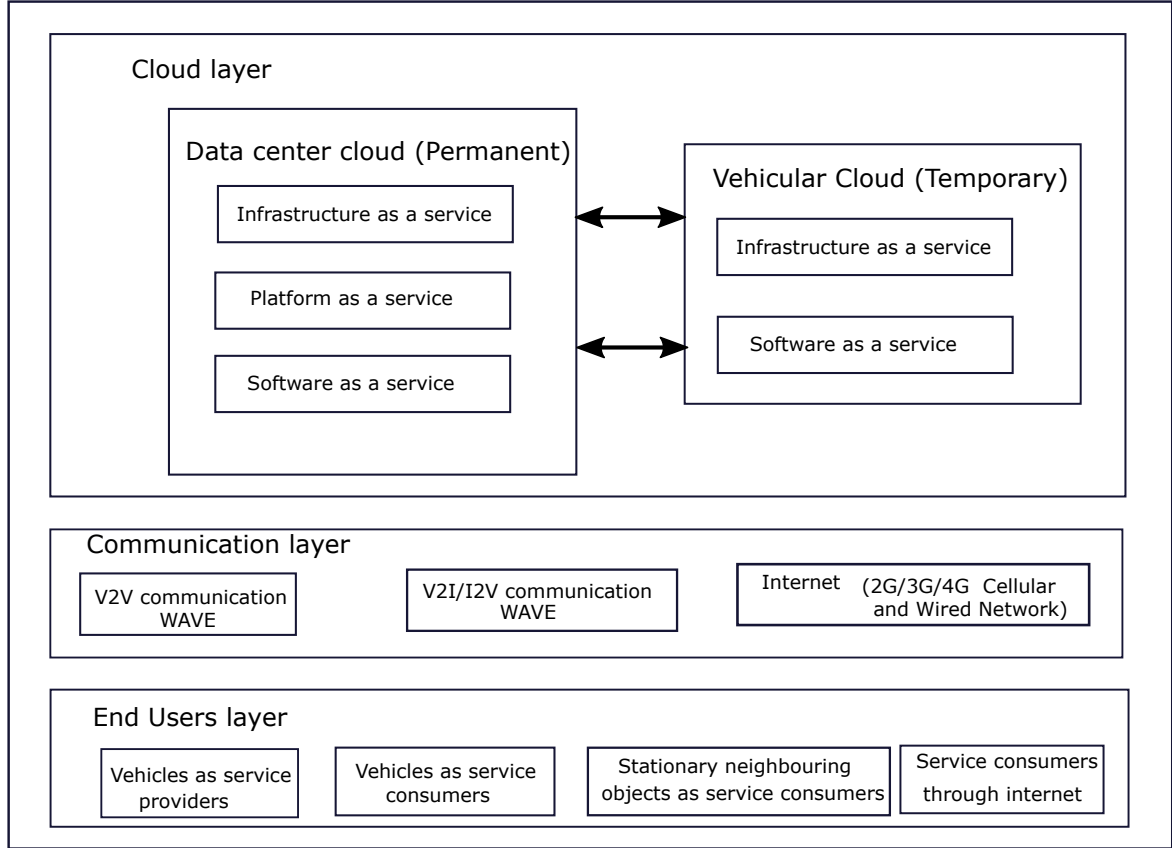 Cloud layer
Data center cloud (Permanent)
Infrastructure as a service
Platform as a service
Software as a service
Vehicular Cloud (Temporary)
Infrastructure as a service
Software as a service
Communication layer
V2V communication
WAVE
V2I/I2V communication
WAVE
Internet (2G/3G/4G Cellular
and Wired Network)
End Users layer
Vehicles as service
providers
Vehicles as service
consumers
Stationary neighbouring
objects as service consumers
Service consumers
through internet